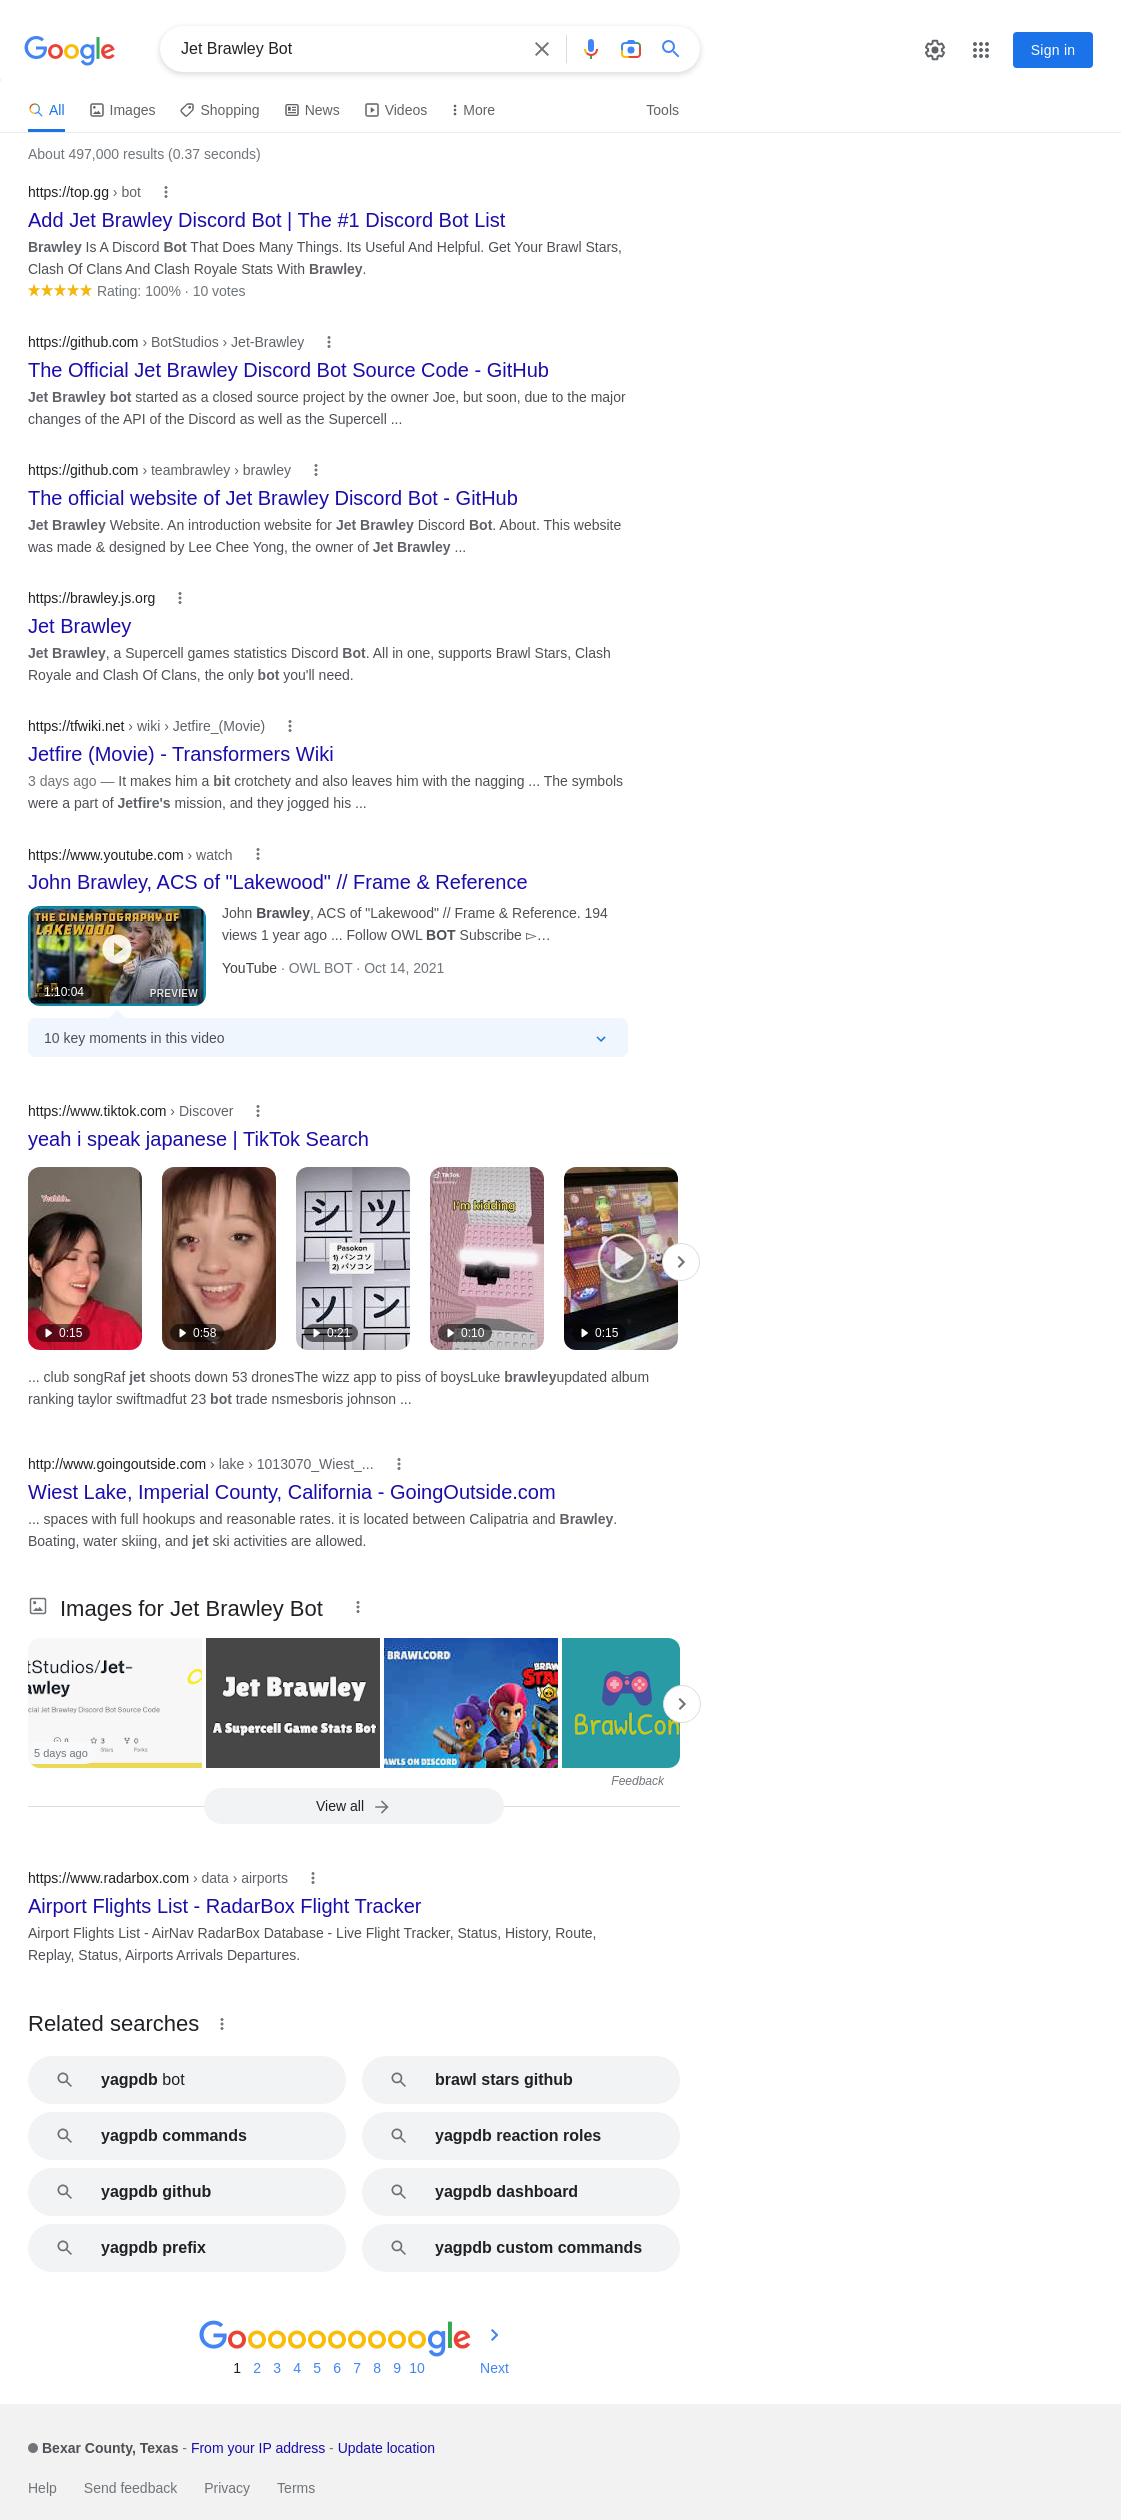 Google
Jet Brawley Bot
Sign in
All
Images
Shopping
News
Videos
More
Tools
About 497,000 results (0.37 seconds)
https://top.gg › bot
Add Jet Brawley Discord Bot | The #1 Discord Bot List
Brawley Is A Discord Bot That Does Many Things. Its Useful And Helpful. Get Your Brawl Stars,
Clash Of Clans And Clash Royale Stats With Brawley.
Rating: 100% · 10 votes
https://github.com › BotStudios › Jet-Brawley
The Official Jet Brawley Discord Bot Source Code - GitHub
Jet Brawley bot started as a closed source project by the owner Joe, but soon, due to the major
changes of the API of the Discord as well as the Supercell ...
https://github.com › teambrawley › brawley
The official website of Jet Brawley Discord Bot - GitHub
Jet Brawley Website. An introduction website for Jet Brawley Discord Bot. About. This website
was made & designed by Lee Chee Yong, the owner of Jet Brawley ...
https://brawley.js.org
Jet Brawley
Jet Brawley, a Supercell games statistics Discord Bot. All in one, supports Brawl Stars, Clash
Royale and Clash Of Clans, the only bot you'll need.
https://tfwiki.net › wiki › Jetfire_(Movie)
Jetfire (Movie) - Transformers Wiki
3 days ago — It makes him a bit crotchety and also leaves him with the nagging ... The symbols
were a part of Jetfire's mission, and they jogged his ...
https://www.youtube.com › watch
John Brawley, ACS of "Lakewood" // Frame & Reference
THE CINEMATOGRAPHY OF
LAKEWOOD
1:10:04
PREVIEW
John Brawley, ACS of "Lakewood" // Frame & Reference. 194
views 1 year ago ... Follow OWL BOT Subscribe ▻…
YouTube · OWL BOT · Oct 14, 2021
10 key moments in this video
https://www.tiktok.com › Discover
yeah i speak japanese | TikTok Search
Yeahhh...
0:15
0:58
シ ツ
Pasokon
1) パンコソ
2) パソコン
ソ ン
0:21
TikTok
I'm kidding
0:10
0:15
... club songRaf jet shoots down 53 dronesThe wizz app to piss of boysLuke brawleyupdated album
ranking taylor swiftmadfut 23 bot trade nsmesboris johnson ...
http://www.goingoutside.com › lake › 1013070_Wiest_...
Wiest Lake, Imperial County, California - GoingOutside.com
... spaces with full hookups and reasonable rates. it is located between Calipatria and Brawley.
Boating, water skiing, and jet ski activities are allowed.
Images for Jet Brawley Bot
tStudios/Jet-
awley
cial Jet Brawley Discord Bot Source Code
0 3 0
Stars Forks
5 days ago
Jet Brawley
A Supercell Game Stats Bot
BRAWLCORD
BRAWL
STARS
AWLS ON DISCORD
BrawlCon
Feedback
View all
https://www.radarbox.com › data › airports
Airport Flights List - RadarBox Flight Tracker
Airport Flights List - AirNav RadarBox Database - Live Flight Tracker, Status, History, Route,
Replay, Status, Airports Arrivals Departures.
Related searches
yagpdb bot
brawl stars github
yagpdb commands
yagpdb reaction roles
yagpdb github
yagpdb dashboard
yagpdb prefix
yagpdb custom commands
Goooooooooogle
1 2 3 4 5 6 7 8 9 10 Next
Bexar County, Texas - From your IP address - Update location
Help
Send feedback
Privacy
Terms